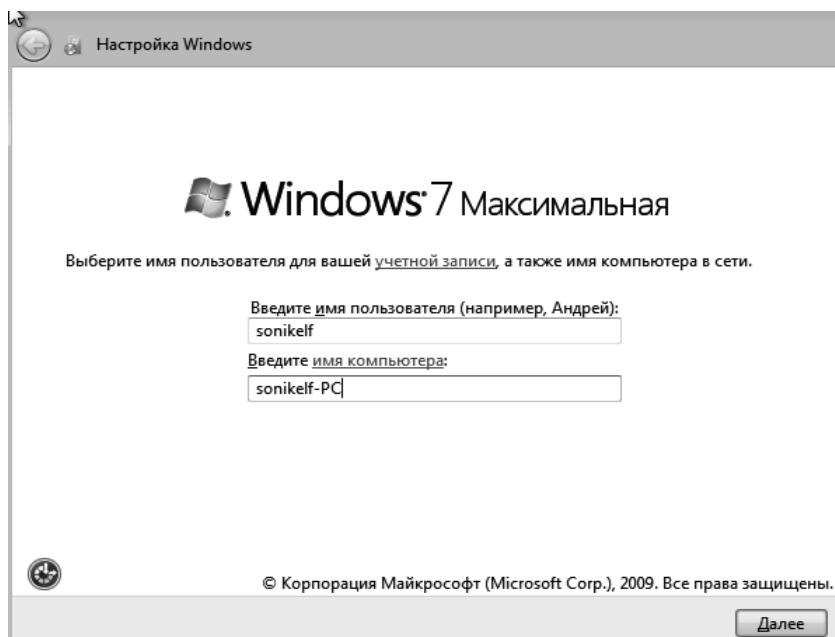 Настройка Windows
Windows 7 Максимальная
Выберите имя пользователя для вашей учетной записи, а также имя компьютера в сети.
Введите имя пользователя (например, Андрей):
sonikelf
Введите имя компьютера:
sonikelf-PC
© Корпорация Майкрософт (Microsoft Corp.), 2009. Все права защищены.
Далее